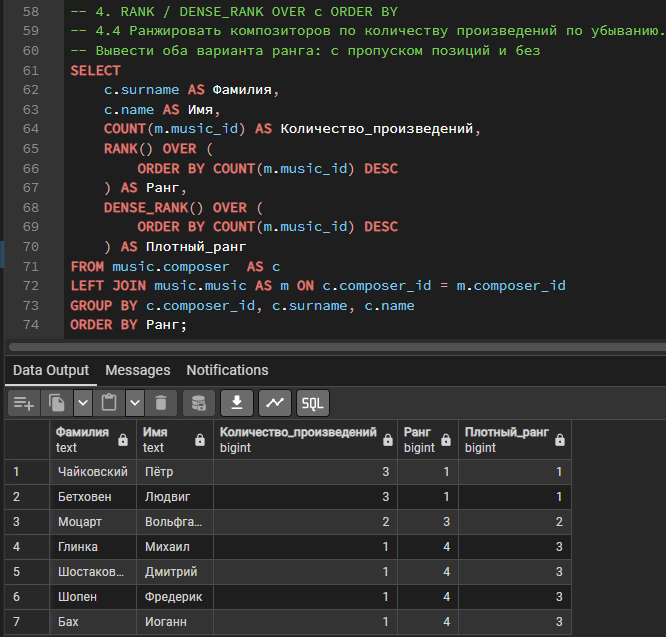 58 -- 4. RANK / DENSE_RANK OVER с ORDER BY
59 -- 4.4 Ранжировать композиторов по количеству произведений по убыванию.
60 -- Вывести оба варианта ранга: с пропуском позиций и без
61 SELECT
62 c.surname AS Фамилия,
63 c.name AS Имя,
64 COUNT(m.music_id) AS Количество_произведений,
65 RANK() OVER (
66 ORDER BY COUNT(m.music_id) DESC
67 ) AS Ранг,
68 DENSE_RANK() OVER (
69 ORDER BY COUNT(m.music_id) DESC
70 ) AS Плотный_ранг
71 FROM music.composer AS c
72 LEFT JOIN music.music AS m ON c.composer_id = m.composer_id
73 GROUP BY c.composer_id, c.surname, c.name
74 ORDER BY Ранг;
Data Output Messages Notifications
SQL
Фамилия Имя Количество_произведений Ранг Плотный_ранг
text text bigint bigint bigint
1 Чайковский Пётр 3 1 1
2 Бетховен Людвиг 3 1 1
3 Моцарт Вольфга... 2 3 2
4 Глинка Михаил 1 4 3
5 Шостаков... Дмитрий 1 4 3
6 Шопен Фредерик 1 4 3
7 Бах Иоганн 1 4 3